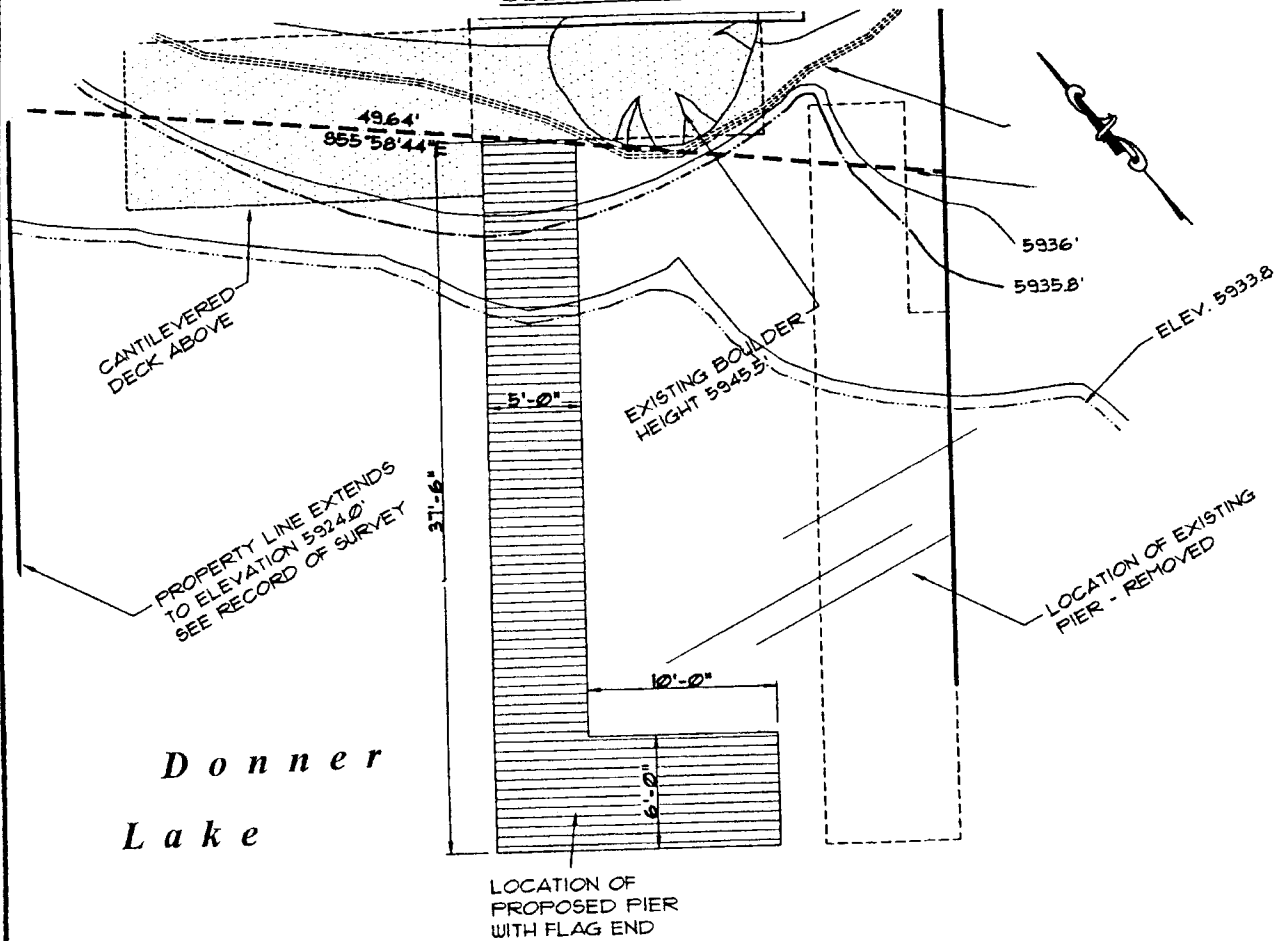 49.64'
S55°58'44"E
5936'
5935.8'
ELEV. 5933.8
CANTILEVERED
DECK ABOVE
EXISTING BOULDER
HEIGHT 5945.5'
5'-0"
37'-6"
PROPERTY LINE EXTENDS
TO ELEVATION 5924.0'
SEE RECORD OF SURVEY
LOCATION OF EXISTING
PIER - REMOVED
10'-0"
6'-0"
Donner
Lake
LOCATION OF
PROPOSED PIER
WITH FLAG END